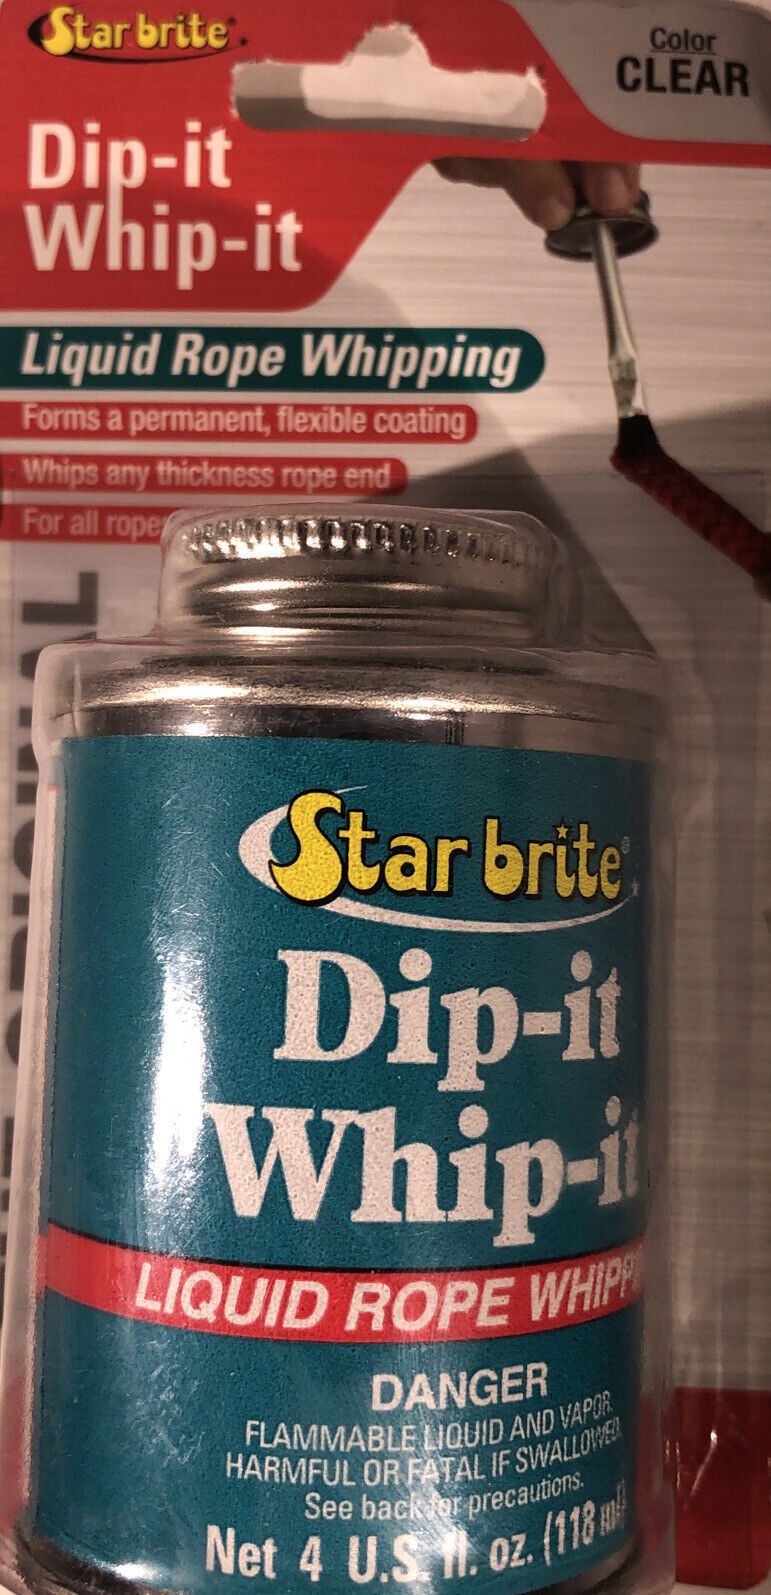 Star brite®
Color
CLEAR
Dip-it
Whip-it
Liquid Rope Whipping
Forms a permanent, flexible coating
Whips any thickness rope end
For all rope
Star brite®
Dip-it
Whip-it
LIQUID ROPE WHIPP
DANGER
FLAMMABLE LIQUID AND VAPOR.
HARMFUL OR FATAL IF SWALLOWED.
See back for precautions.
Net 4 U.S. fl. oz. (118 ml)